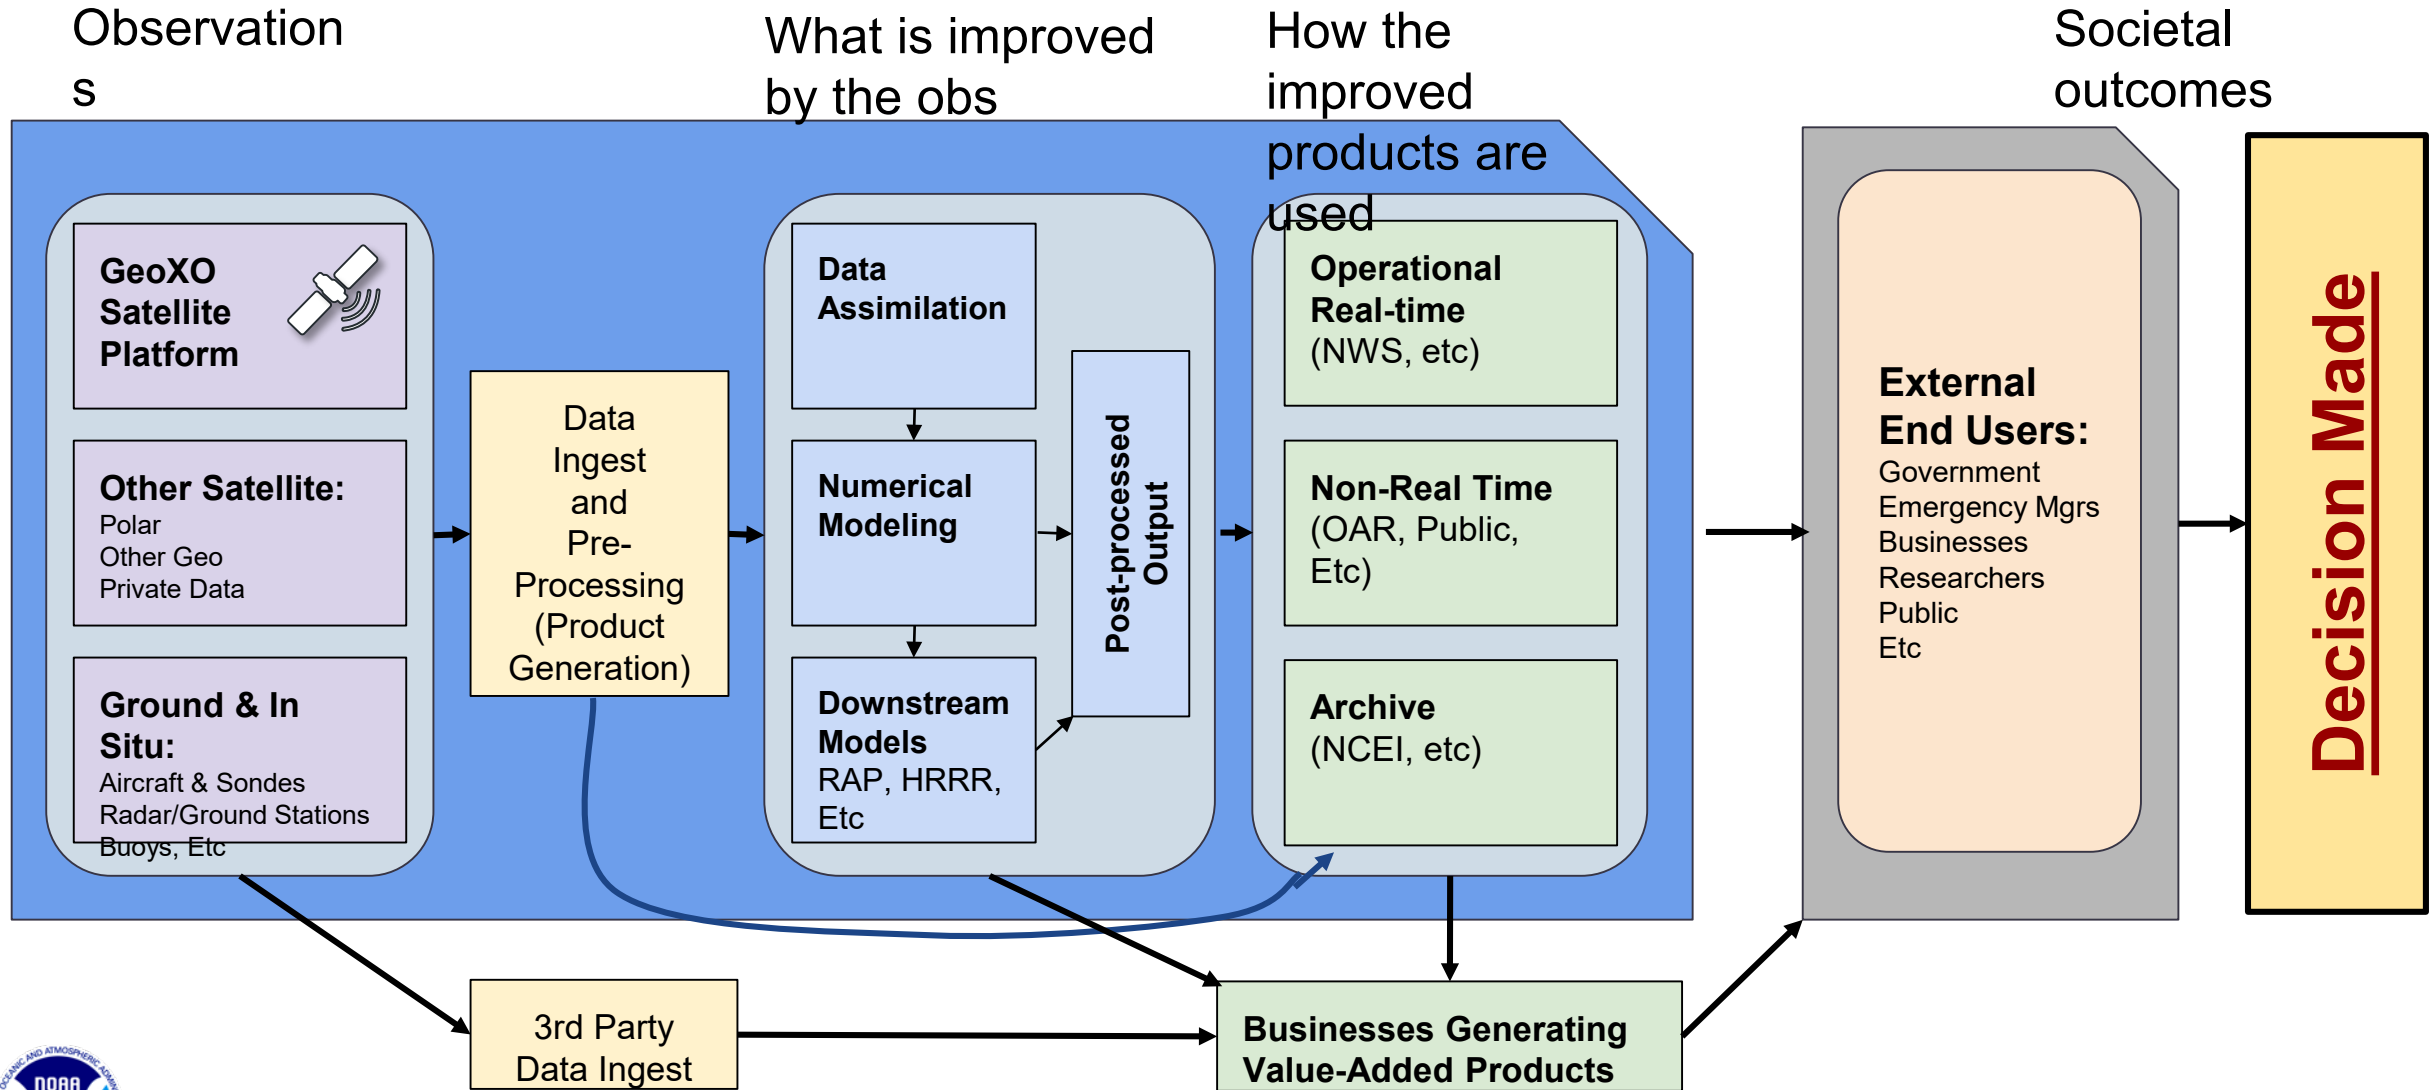 Observation
s
What is improved
by the obs
How the
improved
products are
used
Societal
outcomes
GeoXO
Satellite
Platform
Other Satellite:
Polar
Other Geo
Private Data
Ground & In
Situ:
Aircraft & Sondes
Radar/Ground Stations
Buoys, Etc
Data
Ingest
and
Pre-
Processing
(Product
Generation)
Data
Assimilation
Numerical
Modeling
Downstream
Models
RAP, HRRR,
Etc
Post-processed
Output
Operational
Real-time
(NWS, etc)
Non-Real Time
(OAR, Public,
Etc)
Archive
(NCEI, etc)
External
End Users:
Government
Emergency Mgrs
Businesses
Researchers
Public
Etc
Decision Made
3rd Party
Data Ingest
Businesses Generating
Value-Added Products
NOAA